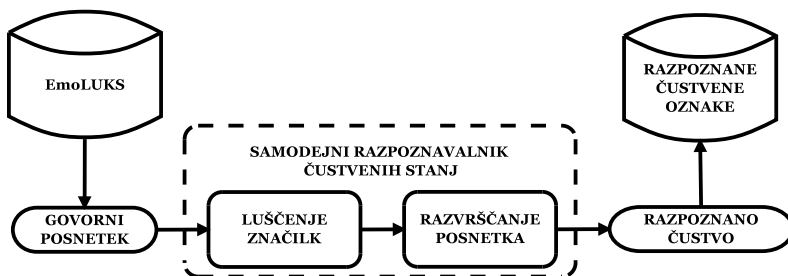 EmoLUKS
RAZPOZNANE
ČUSTVENE
OZNAKE
SAMODEJNI RAZPOZNAVALNIK
ČUSTVENIH STANJ
GOVORNI
POSNETEK
LUŠČENJE
ZNAČILK
RAZVRŠČANJE
POSNETKA
RAZPOZNANO
ČUSTVO